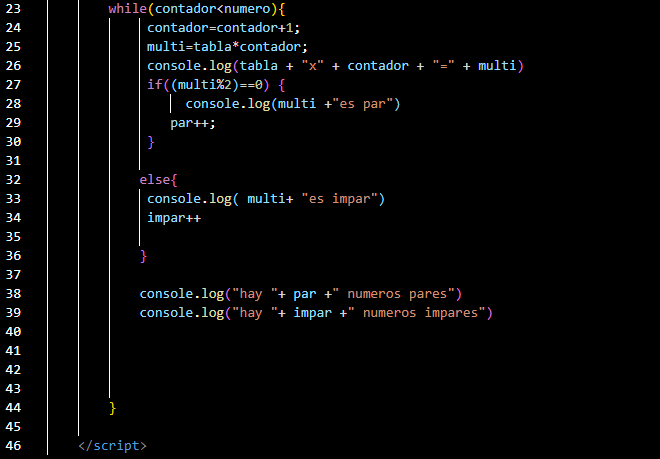 23 while(contador<numero){
24 contador=contador+1;
25 multi=tabla*contador;
26 console.log(tabla + "x" + contador + "=" + multi)
27 if((multi%2)==0) {
28 console.log(multi +"es par")
29 par++;
30 }
31
32 else{
33 console.log( multi+ "es impar")
34 impar++
35
36 }
37
38 console.log("hay "+ par +" numeros pares")
39 console.log("hay "+ impar +" numeros impares")
40
41
42
43
44 }
45
46 </script>